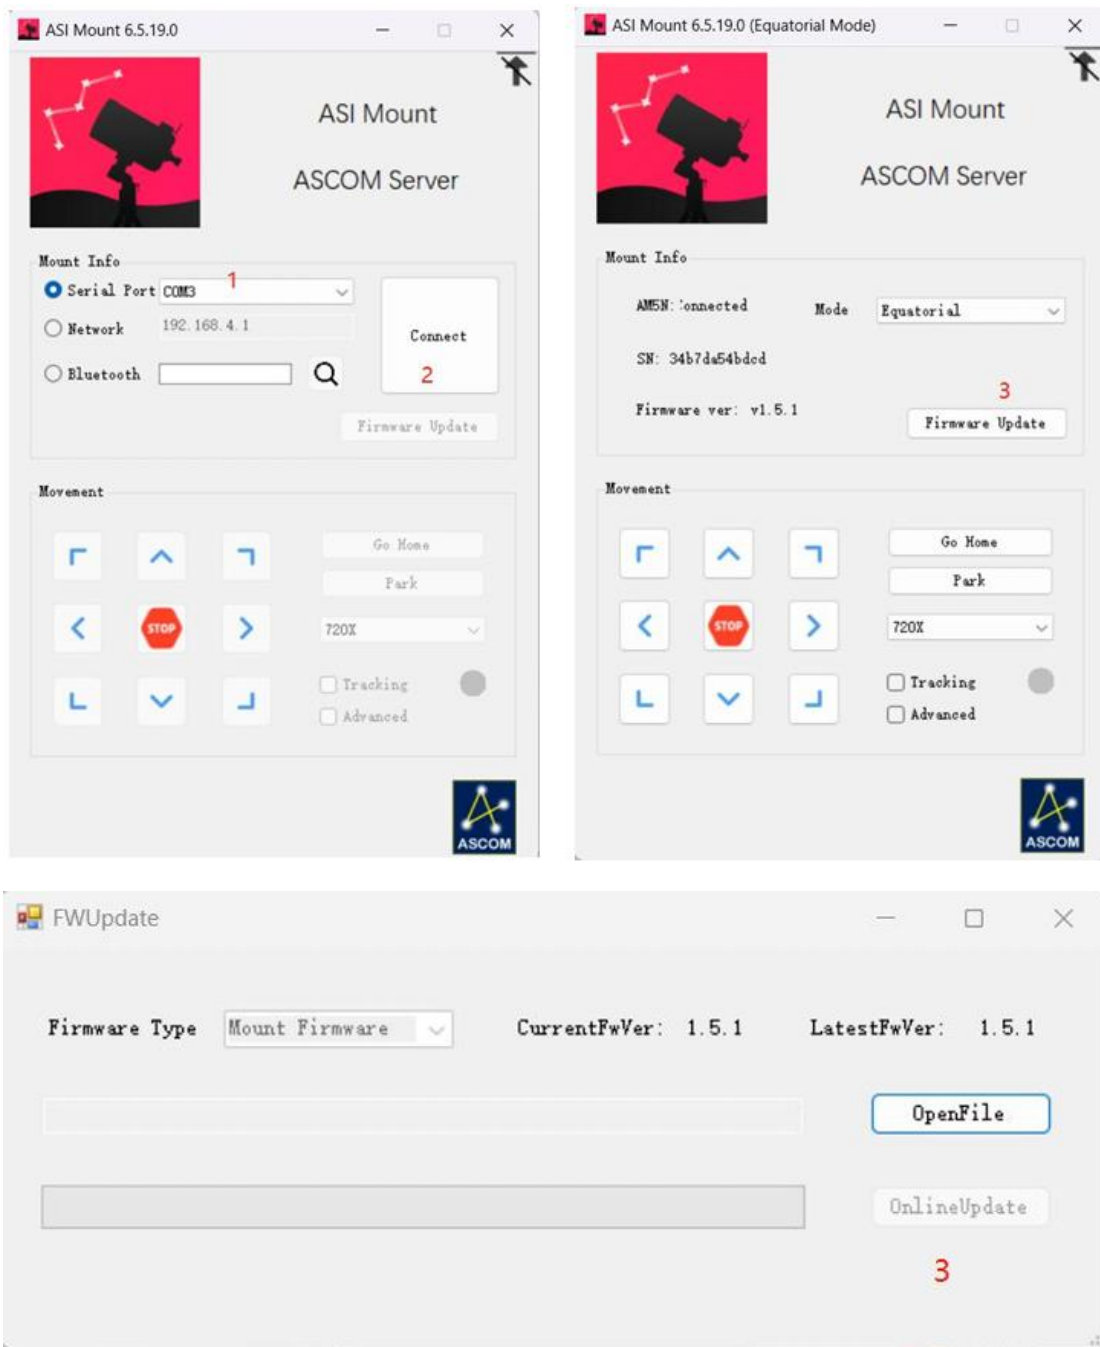 ASI Mount 6.5.19.0
ASI Mount
ASCOM Server
Mount Info
Serial Port COM3 1
Network 192.168.4.1
Bluetooth
Connect
2
Firmware Update
Movement
Go Home
Park
STOP
720X
Tracking
Advanced
ASCOM
ASI Mount 6.5.19.0 (Equatorial Mode)
ASI Mount
ASCOM Server
Mount Info
AM5N: Connected Mode Equatorial
SN: 34b7da54bdcd
3
Firmware ver: v1.5.1 Firmware Update
Movement
Go Home
Park
STOP
720X
Tracking
Advanced
ASCOM
FWUpdate
Firmware Type Mount Firmware CurrentFwVer: 1.5.1 LatestFwVer: 1.5.1
OpenFile
OnlineUpdate
3